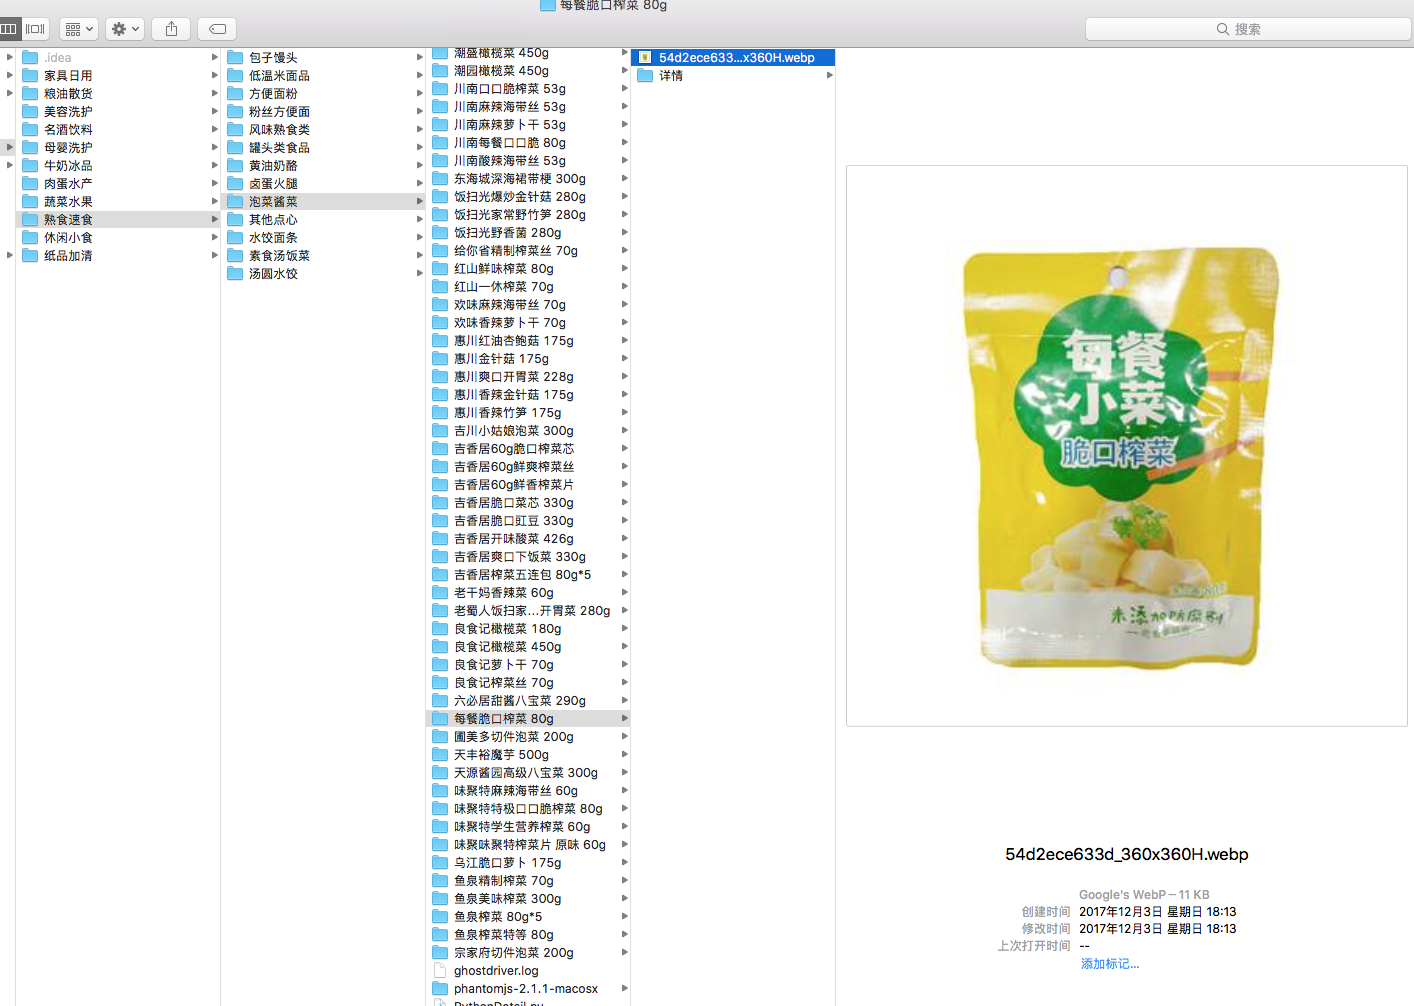 每餐脆口榨菜 80g
搜索
.idea
家具日用
粮油散货
美容洗护
名酒饮料
母婴洗护
牛奶冰品
肉蛋水产
蔬菜水果
熟食速食
休闲小食
纸品加清
包子馒头
低温米面品
方便面粉
粉丝方便面
风味熟食类
罐头类食品
黄油奶酪
卤蛋火腿
泡菜酱菜
其他点心
水饺面条
素食汤饭菜
汤圆水饺
潮盛橄榄菜 450g
潮园橄榄菜 450g
川南口口脆榨菜 53g
川南麻辣海带丝 53g
川南麻辣萝卜干 53g
川南每餐口口脆 80g
川南酸辣海带丝 53g
东海城深海裙带梗 300g
饭扫光爆炒金针菇 280g
饭扫光家常野竹笋 280g
饭扫光野香菌 280g
给你省精制榨菜丝 70g
红山鲜味榨菜 80g
红山一休榨菜 70g
欢味麻辣海带丝 70g
欢味香辣萝卜干 70g
惠川红油杏鲍菇 175g
惠川金针菇 175g
惠川爽口开胃菜 228g
惠川香辣金针菇 175g
惠川香辣竹笋 175g
吉川小姑娘泡菜 300g
吉香居60g脆口榨菜芯
吉香居60g鲜爽榨菜丝
吉香居60g鲜香榨菜片
吉香居脆口菜芯 330g
吉香居脆口豇豆 330g
吉香居开味酸菜 426g
吉香居爽口下饭菜 330g
吉香居榨菜五连包 80g*5
老干妈香辣菜 60g
老蜀人饭扫家...开胃菜 280g
良食记橄榄菜 180g
良食记橄榄菜 450g
良食记萝卜干 70g
良食记榨菜丝 70g
六必居甜酱八宝菜 290g
每餐脆口榨菜 80g
圃美多切件泡菜 200g
天丰裕魔芋 500g
天源酱园高级八宝菜 300g
味聚特麻辣海带丝 60g
味聚特特极口口脆榨菜 80g
味聚特学生营养榨菜 60g
味聚味聚特榨菜片 原味 60g
乌江脆口萝卜 175g
鱼泉精制榨菜 70g
鱼泉美味榨菜 300g
鱼泉榨菜 80g*5
鱼泉榨菜特等 80g
宗家府切件泡菜 200g
ghostdriver.log
phantomjs-2.1.1-macosx
PythonDetail.py
54d2ece633...x360H.webp
详情
每餐
小菜
脆口榨菜
未添加防腐剂
54d2ece633d_360x360H.webp
Google's WebP – 11 KB
创建时间 2017年12月3日 星期日 18:13
修改时间 2017年12月3日 星期日 18:13
上次打开时间 --
添加标记...